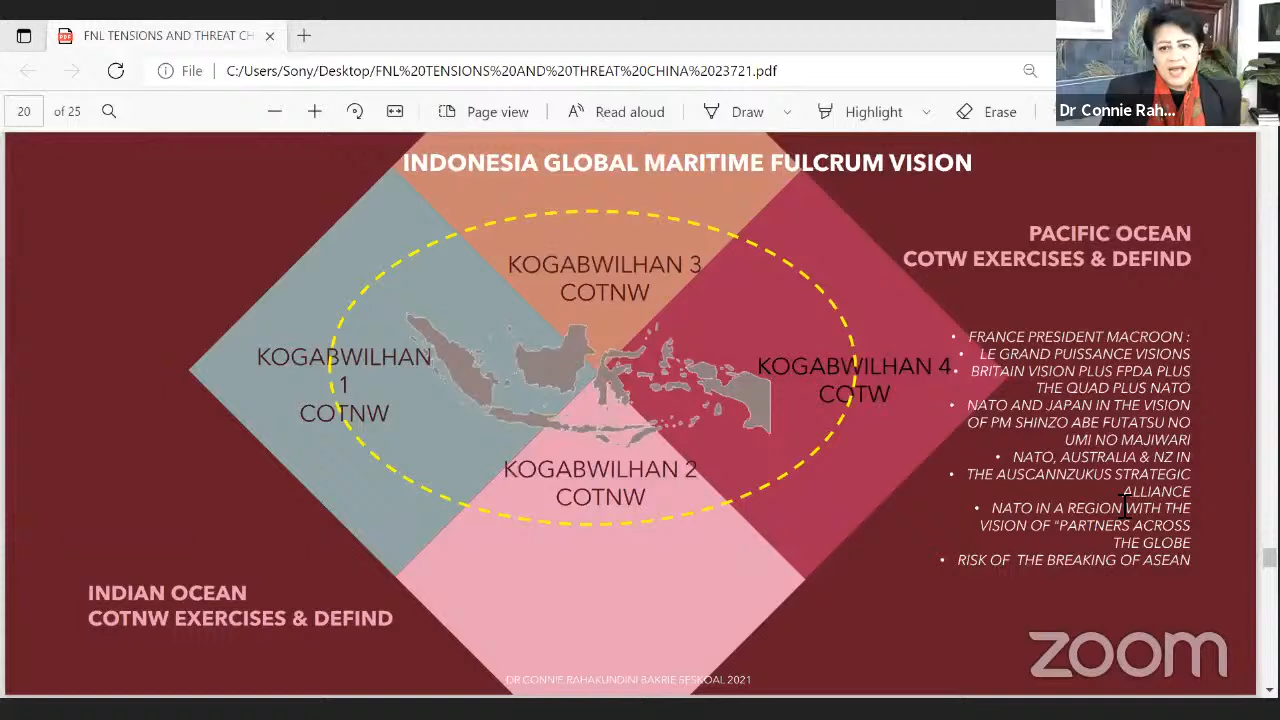 FNL TENSIONS AND THREAT CH
File
C:/Users/Sony/Desktop/FNL%20TENSIONS%20AND%20THREAT%20CHINA%2023721.pdf
20 of 25
Page view
Read aloud
Draw
Highlight
Erase
Dr Connie Rah...
INDONESIA GLOBAL MARITIME FULCRUM VISION
PACIFIC OCEAN
COTW EXERCISES & DEFIND
KOGABWILHAN 3
COTNW
KOGABWILHAN
1
COTNW
KOGABWILHAN 4
COTW
KOGABWILHAN 2
COTNW
• FRANCE PRESIDENT MACROON :
• LE GRAND PUISSANCE VISIONS
• BRITAIN VISION PLUS FPDA PLUS
THE QUAD PLUS NATO
• NATO AND JAPAN IN THE VISION
OF PM SHINZO ABE FUTATSU NO
UMI NO MAJIWARI
• NATO, AUSTRALIA & NZ IN
• THE AUSCANNZUKUS STRATEGIC
ALLIANCE
• NATO IN A REGION WITH THE
VISION OF "PARTNERS ACROSS
THE GLOBE
• RISK OF THE BREAKING OF ASEAN
INDIAN OCEAN
COTNW EXERCISES & DEFIND
DR CONNIE RAHAKUNDINI BAKRIE SESKOAL 2021
zoom